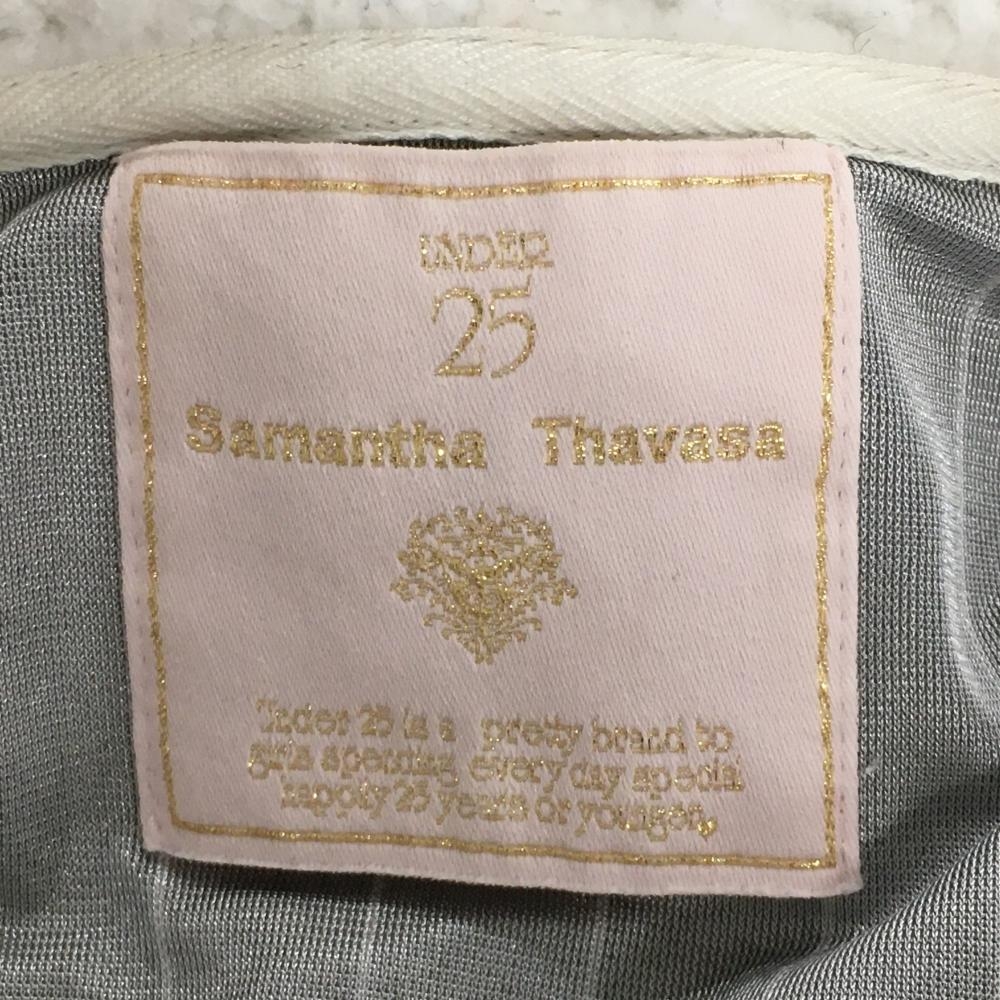 UNDER
25
Samantha Thavasa
Under 25 is a pretty brand to
girls spending every day special
happily 25 years or younger,